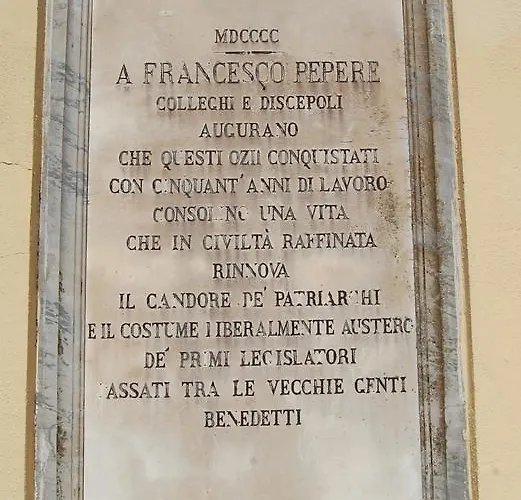 MDCCCC
A FRANCESCO PEPERE
COLLEGHI E DISCEPOLI
AUGURANO
CHE QUESTI OZII CONQUISTATI
CON CINQUANT'ANNI DI LAVORO
CONSOLINO UNA VITA
CHE IN CIVILTÀ RAFFINATA
RINNOVA
IL CANDORE DE' PATRIARCHI
E IL COSTUME LIBERALMENTE AUSTERO
DE' PRIMI LEGISLATORI
TRA LE VECCHIE GENTI
BENEDETTI